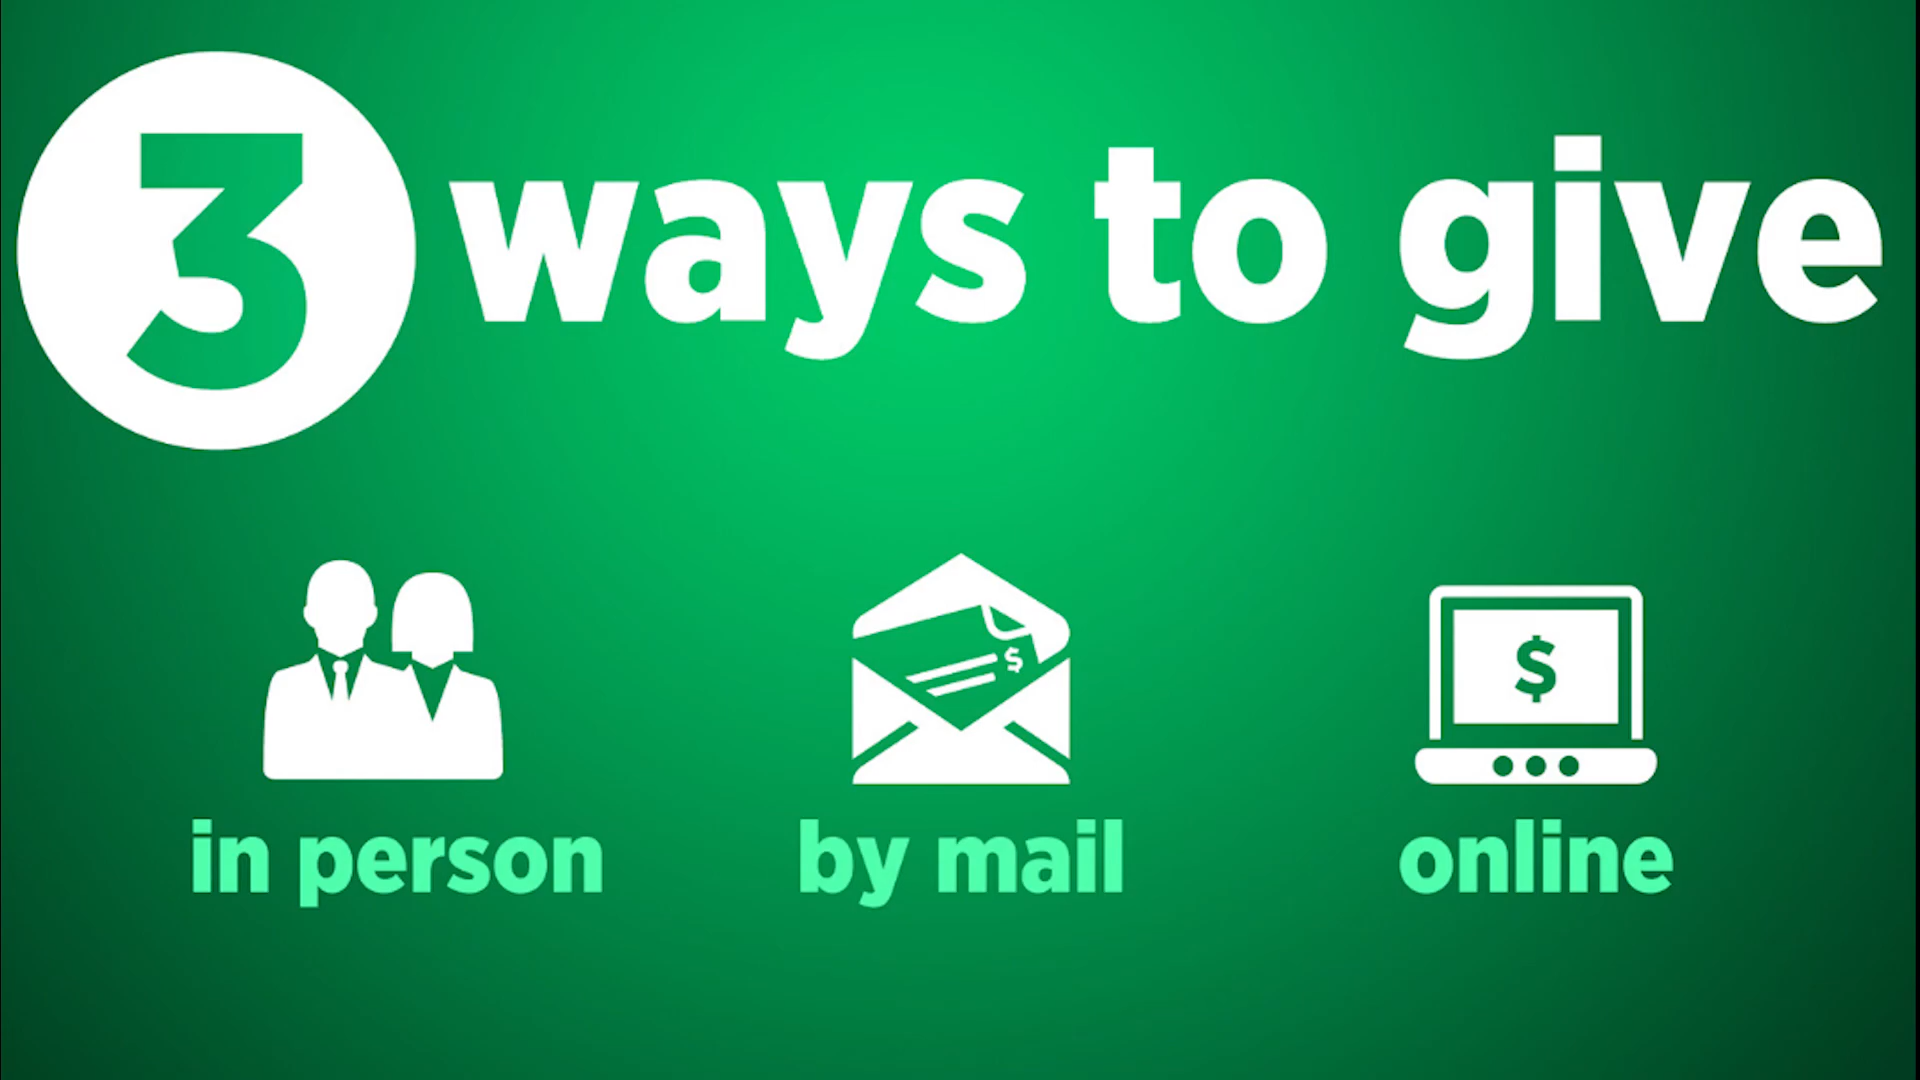 3 ways to give
$
$
in person
by mail
online